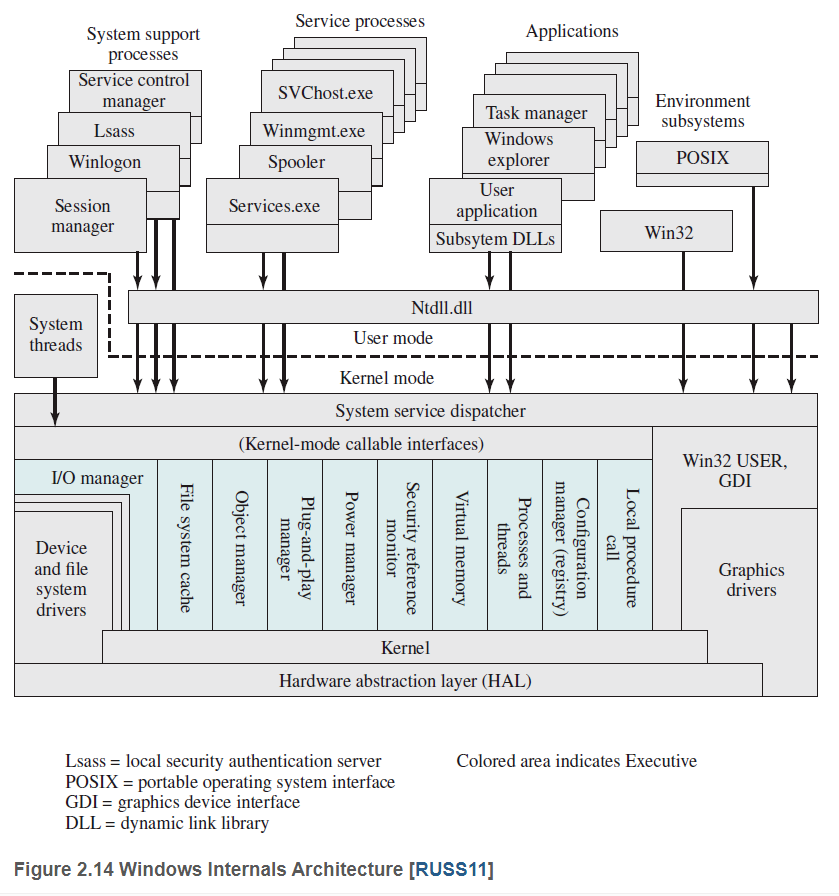 System support
processes
Service processes
Applications
Environment
subsystems
Service control
manager
Lsass
Winlogon
Session
manager
SVChost.exe
Winmgmt.exe
Spooler
Services.exe
Task manager
Windows
explorer
User
application
Subsytem DLLs
POSIX
Win32
System
threads
Ntdll.dll
User mode
Kernel mode
System service dispatcher
(Kernel-mode callable interfaces)
Win32 USER,
GDI
I/O manager
Device
and file
system
drivers
File system cache
Object manager
Plug-and-play
manager
Power manager
Security reference
monitor
Virtual memory
Processes and
threads
Configuration
manager (registry)
Local procedure
call
Graphics
drivers
Kernel
Hardware abstraction layer (HAL)
Lsass = local security authentication server
POSIX = portable operating system interface
GDI = graphics device interface
DLL = dynamic link library
Colored area indicates Executive
Figure 2.14 Windows Internals Architecture [RUSS11]